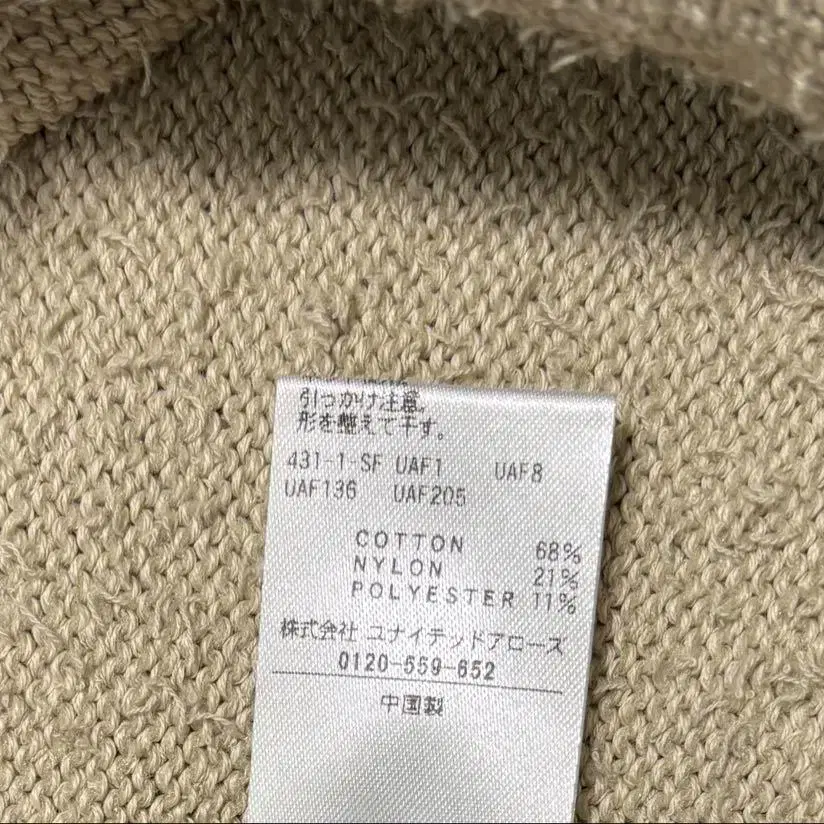 引っかけ注意。
形を整えて干す。
431-1-SF UAF1 UAF8
UAF136 UAF205
COTTON 68%
NYLON 21%
POLYESTER 11%
株式会社 ユナイテッドアローズ
0120-559-652
中国製